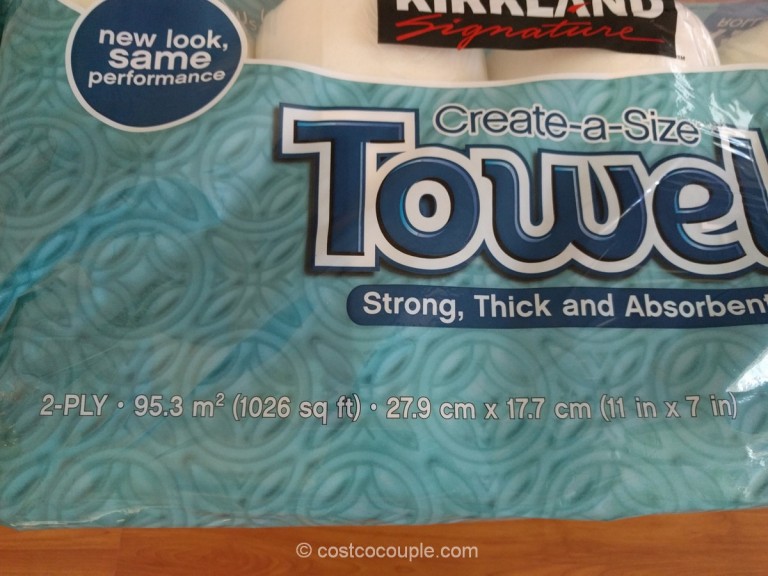 KIRKLAND
Signature
new look,
same
performance
Create-a-Size
Towel
Strong, Thick and Absorbent
2-PLY • 95.3 m² (1026 sq ft) • 27.9 cm x 17.7 cm (11 in x 7 in)
© costcocouple.com